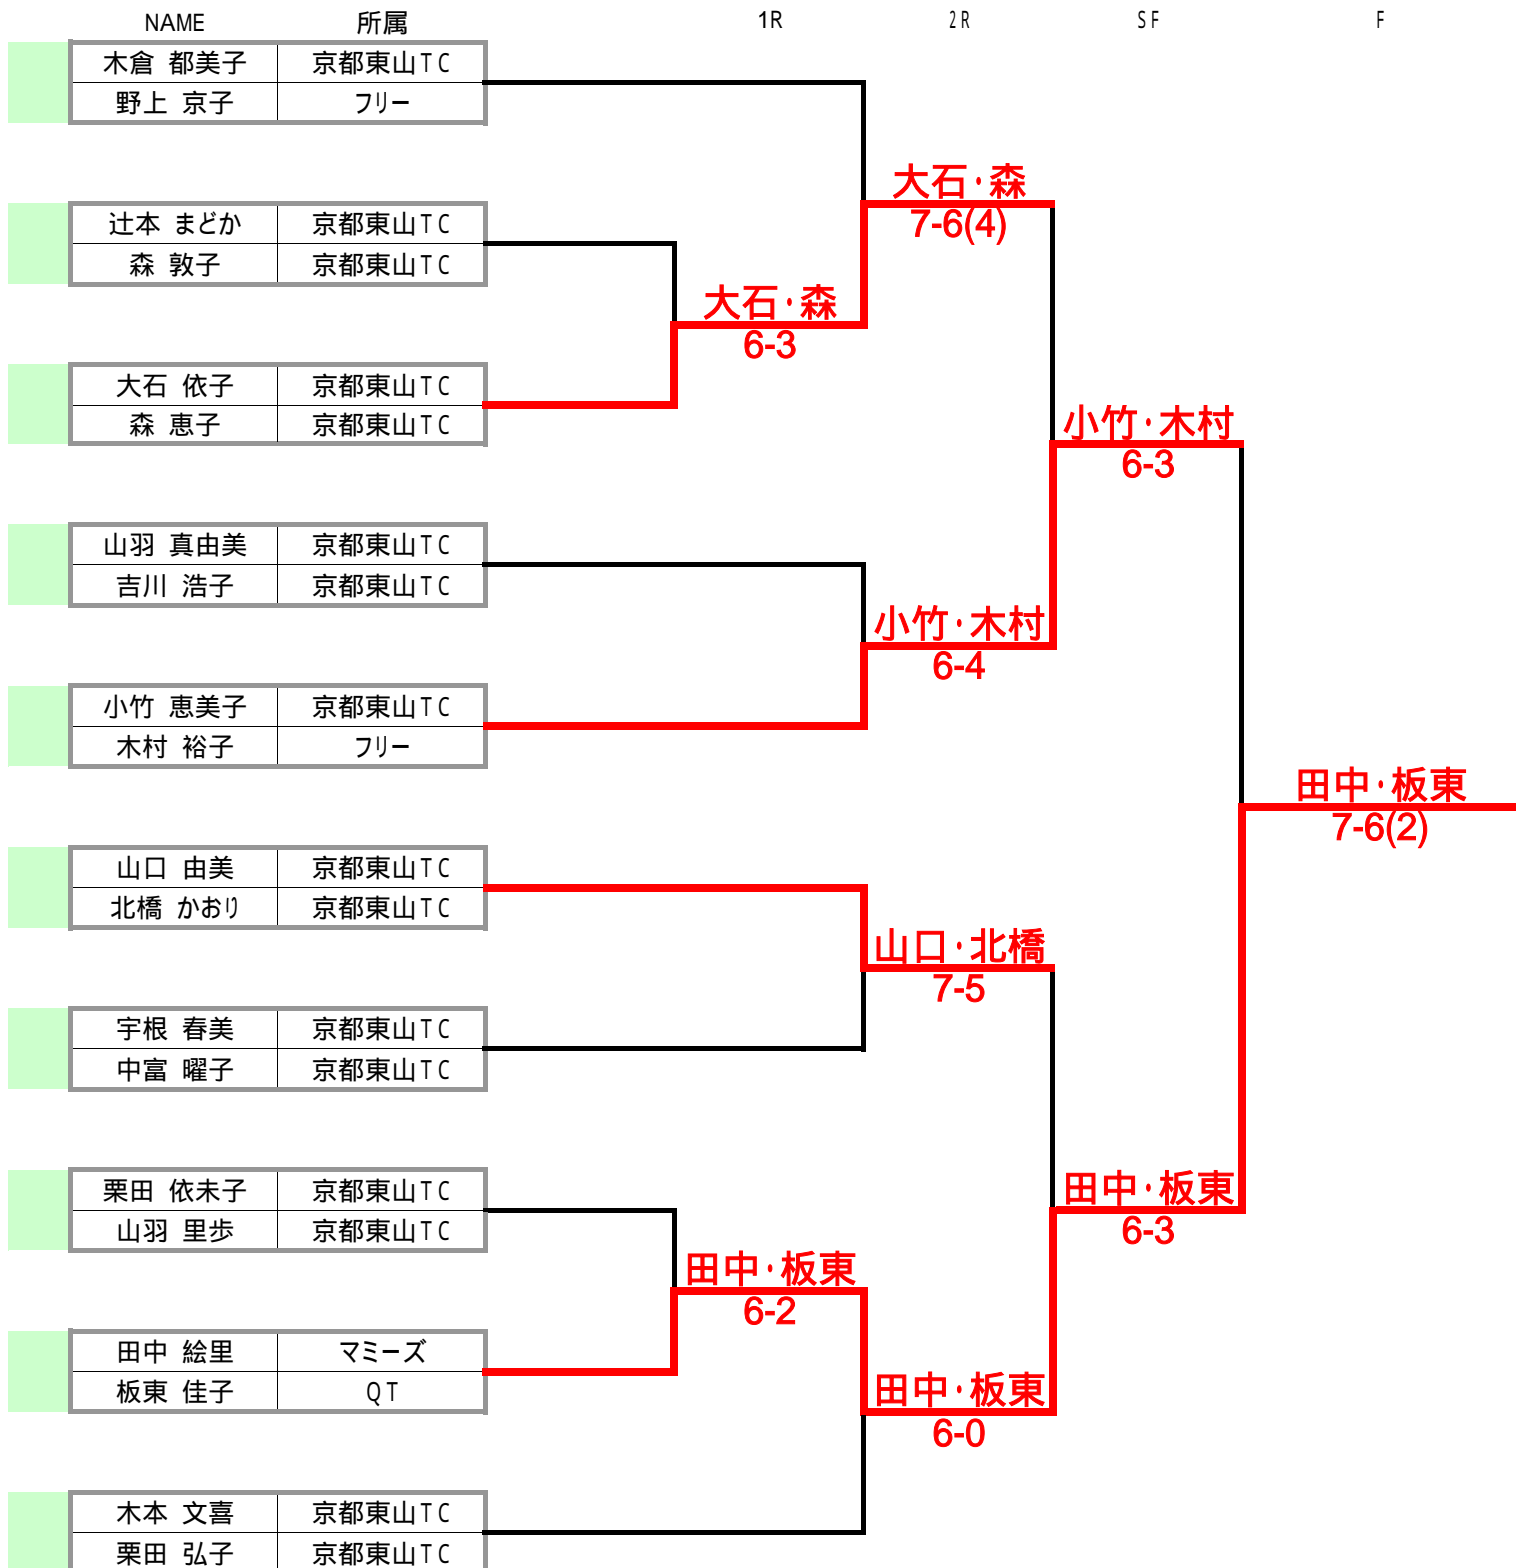 NAME 所属 1R 2R SF F
木倉 都美子 京都東山TC
野上 京子 フリー
大石・森
7-6(4)
辻本 まどか 京都東山TC
森 敦子 京都東山TC
大石・森
6-3
大石 依子 京都東山TC
森 恵子 京都東山TC
小竹・木村
6-3
山羽 真由美 京都東山TC
吉川 浩子 京都東山TC
小竹・木村
6-4
小竹 恵美子 京都東山TC
木村 裕子 フリー
田中・板東
7-6(2)
山口 由美 京都東山TC
北橋 かおり 京都東山TC
山口・北橋
7-5
宇根 春美 京都東山TC
中富 曜子 京都東山TC
栗田 依未子 京都東山TC
山羽 里歩 京都東山TC
田中・板東
6-3
田中・板東
6-2
田中 絵里 マミーズ
板東 佳子 QT
田中・板東
6-0
木本 文喜 京都東山TC
栗田 弘子 京都東山TC